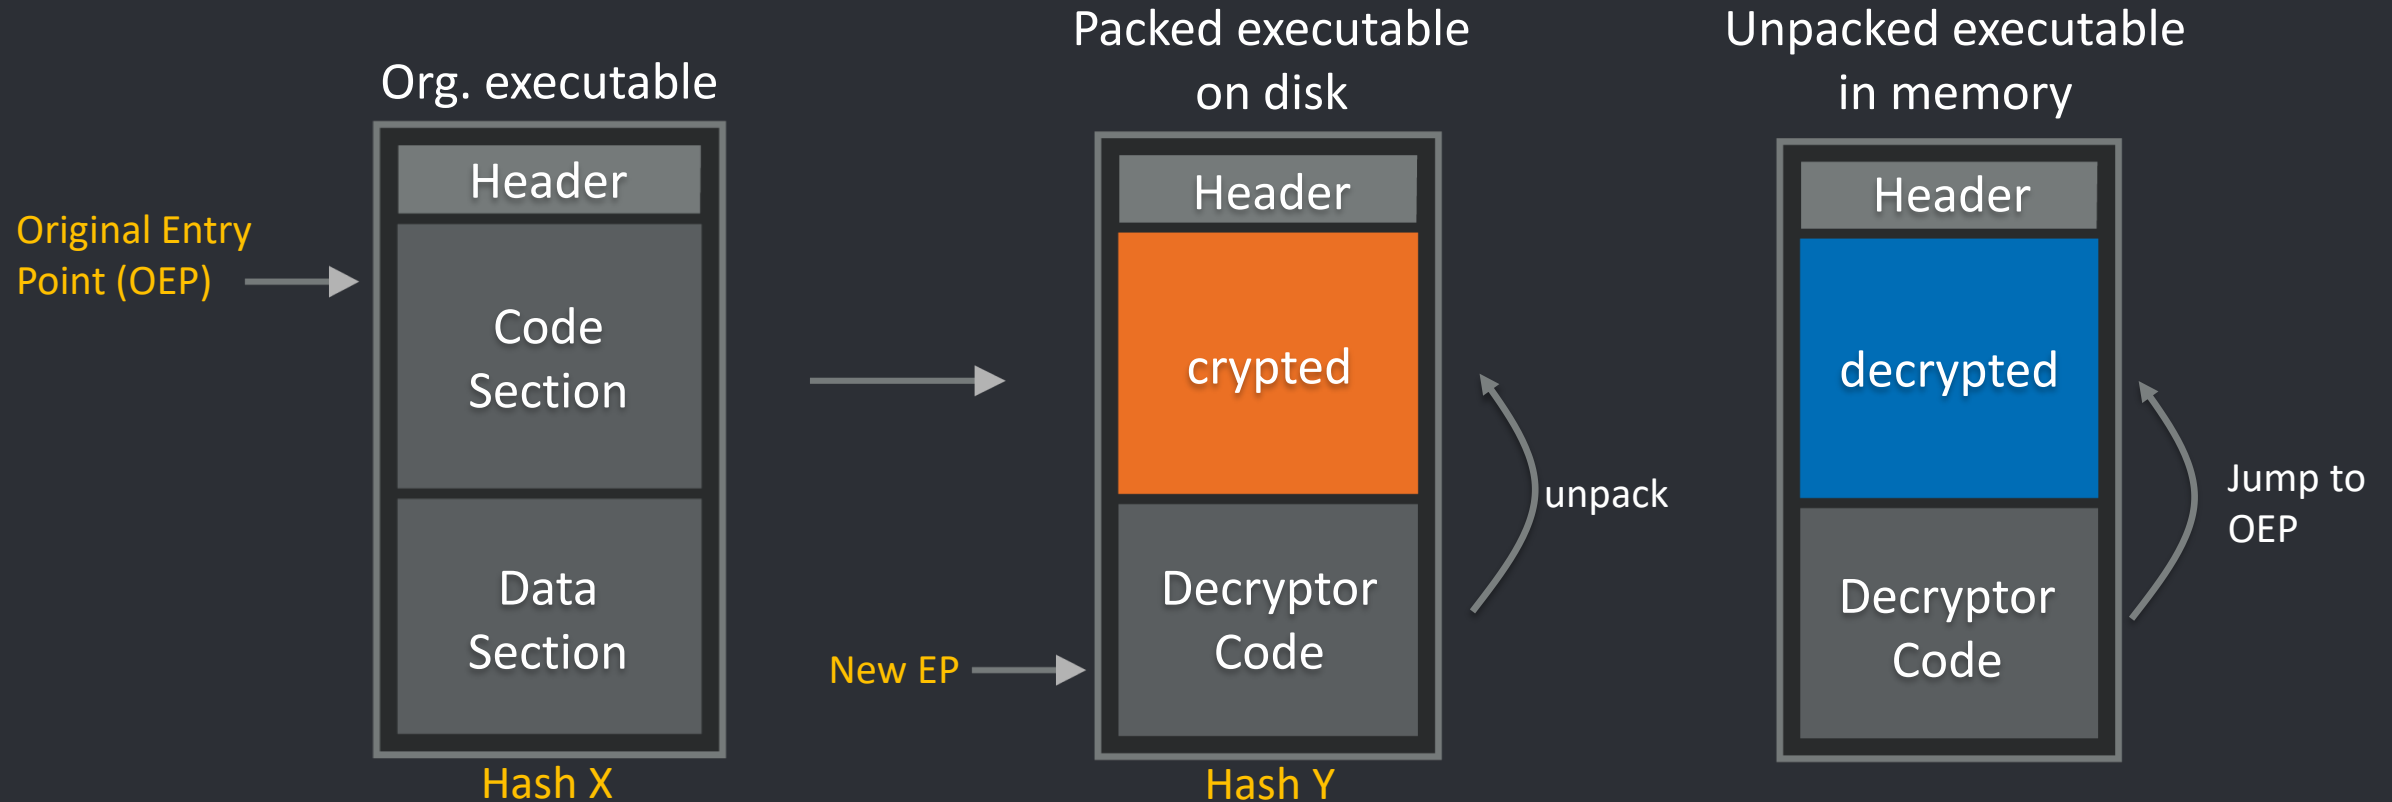 Org. executable
Header
Original Entry
Point (OEP)
Code
Section
Data
Section
Hash X
Packed executable
on disk
Header
crypted
unpack
Decryptor
Code
New EP
Hash Y
Unpacked executable
in memory
Header
decrypted
Jump to
OEP
Decryptor
Code